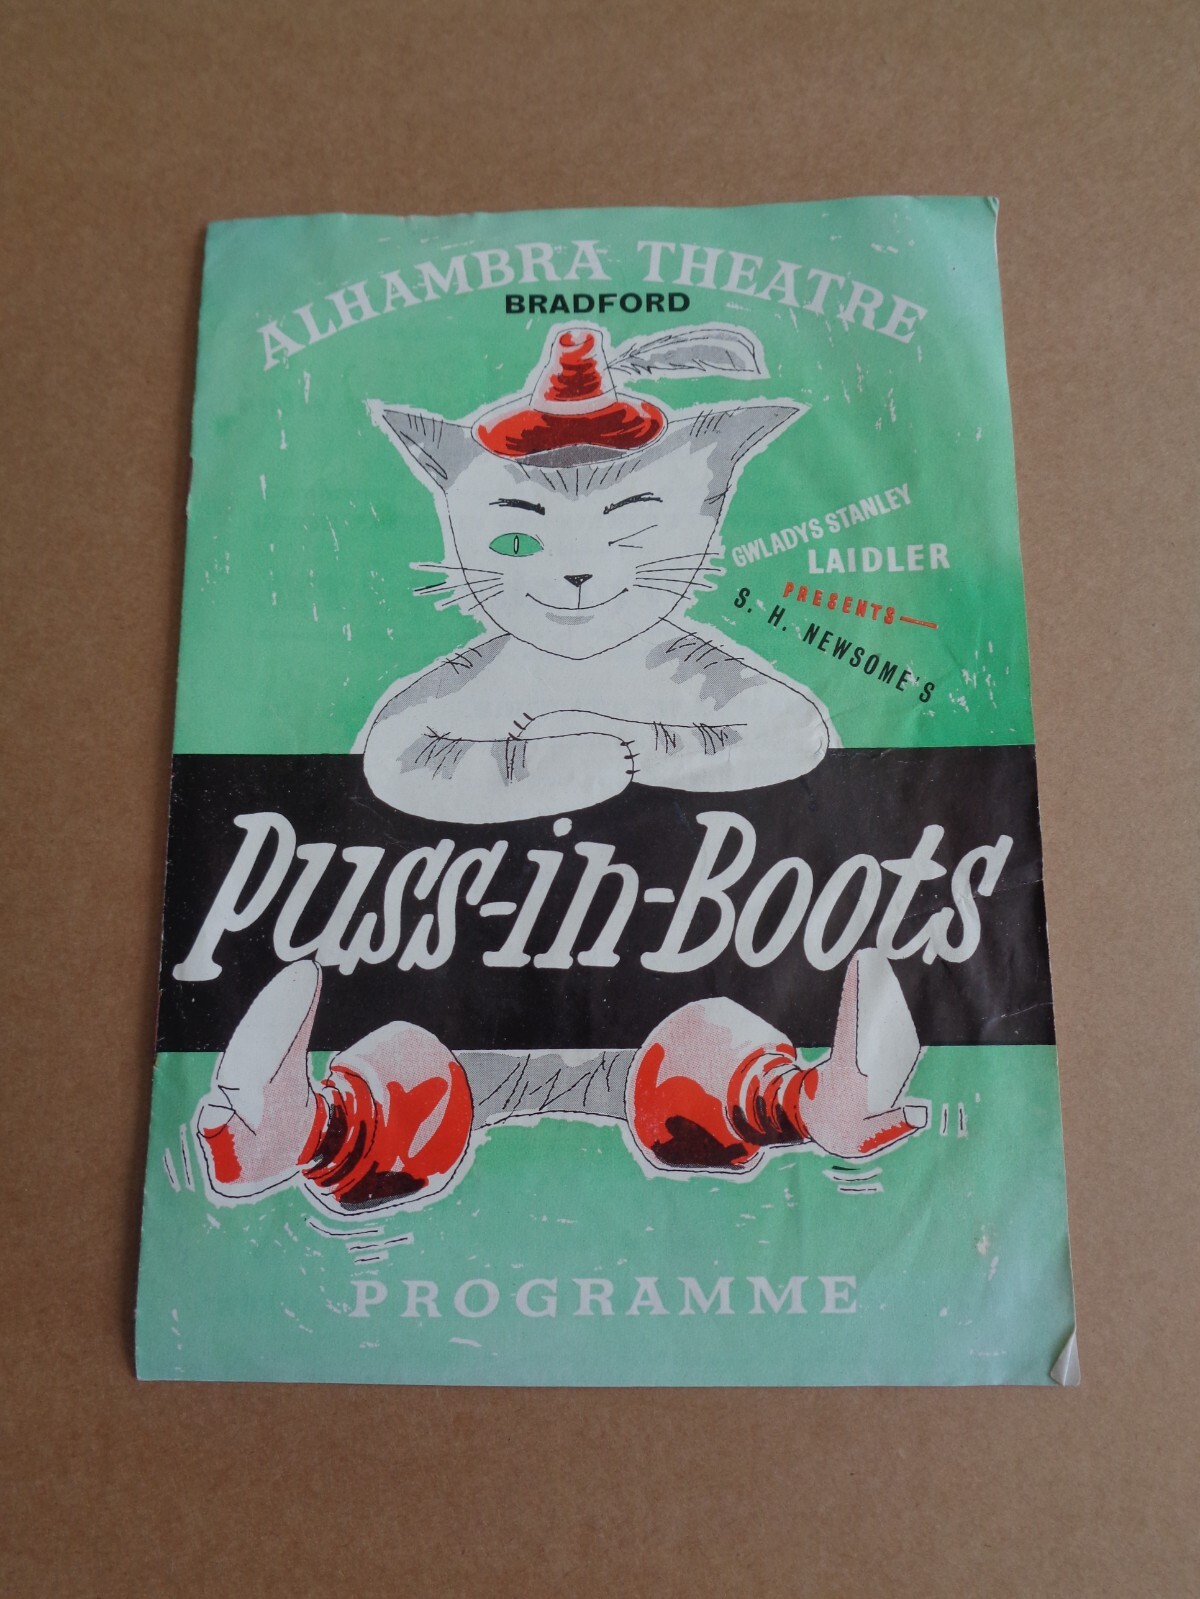 ALHAMBRA THEATRE
BRADFORD
GWLADYS STANLEY
LAIDLER
PRESENTS—
S. H. NEWSOME'S
Puss-in-Boots
PROGRAMME